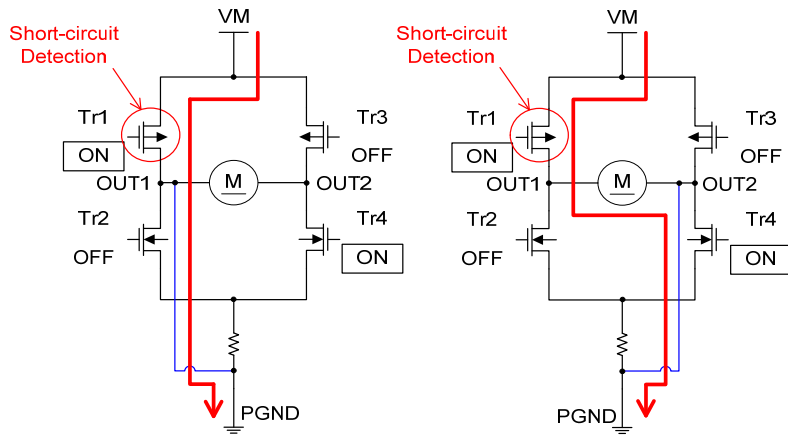 Short-circuit
Detection
VM
Tr1
ON
Tr3
OFF
OUT1
M
OUT2
Tr2
OFF
Tr4
ON
PGND
Short-circuit
Detection
VM
Tr1
ON
Tr3
OFF
OUT1
M
OUT2
Tr2
OFF
Tr4
ON
PGND